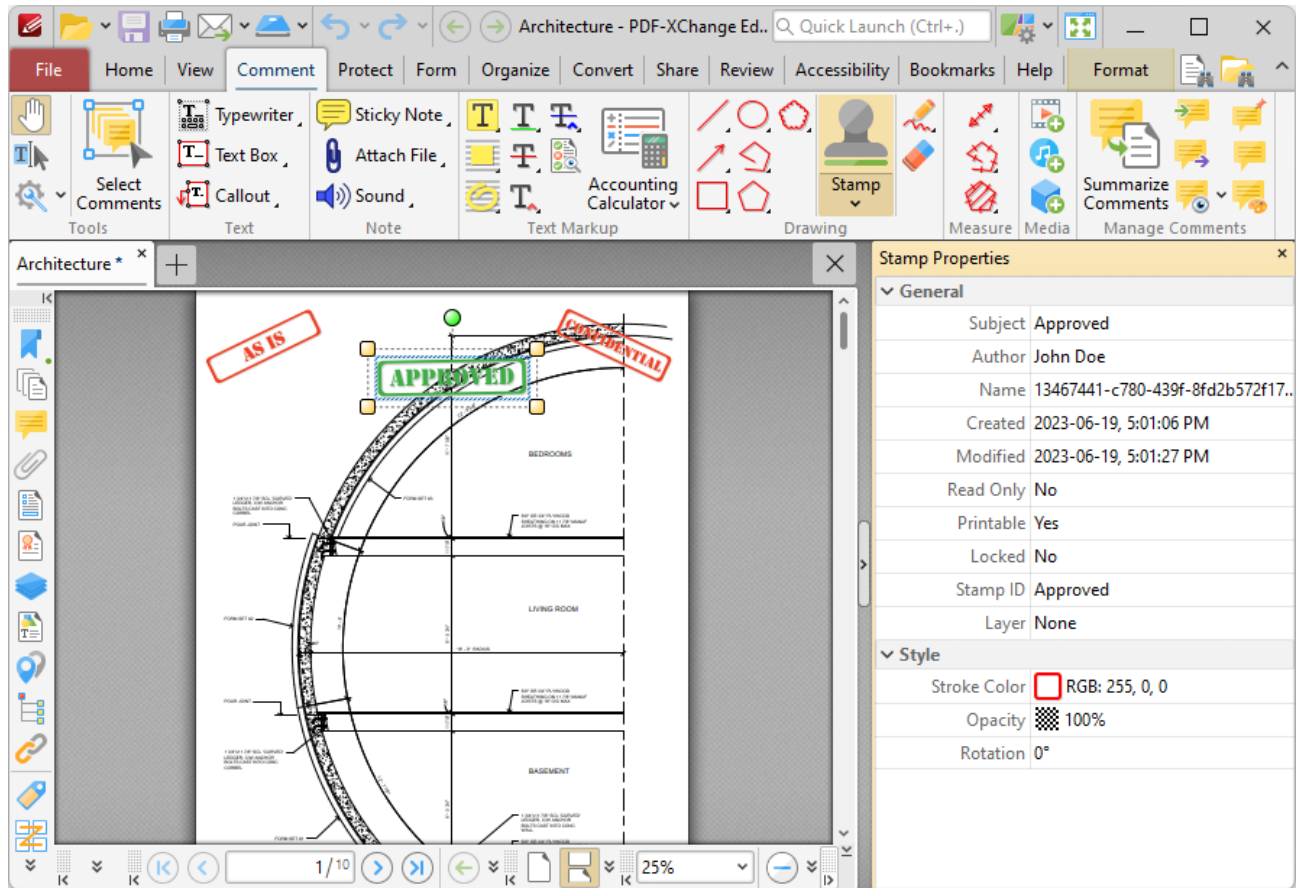 Architecture - PDF-XChange Ed..
Quick Launch (Ctrl+.)
File Home View Comment Protect Form Organize Convert Share Review Accessibility Bookmarks Help Format
Select Comments
Typewriter
Text Box
Callout
Sticky Note
Attach File
Sound
Accounting Calculator
Stamp
Summarize Comments
Tools Text Note Text Markup Drawing Measure Media Manage Comments
Architecture *
AS IS
APPROVED
CONFIDENTIAL
BEDROOMS
LIVING ROOM
BASEMENT
1/10
25%
Stamp Properties
General
Subject Approved
Author John Doe
Name 13467441-c780-439f-8fd2b572f17..
Created 2023-06-19, 5:01:06 PM
Modified 2023-06-19, 5:01:27 PM
Read Only No
Printable Yes
Locked No
Stamp ID Approved
Layer None
Style
Stroke Color RGB: 255, 0, 0
Opacity 100%
Rotation 0°